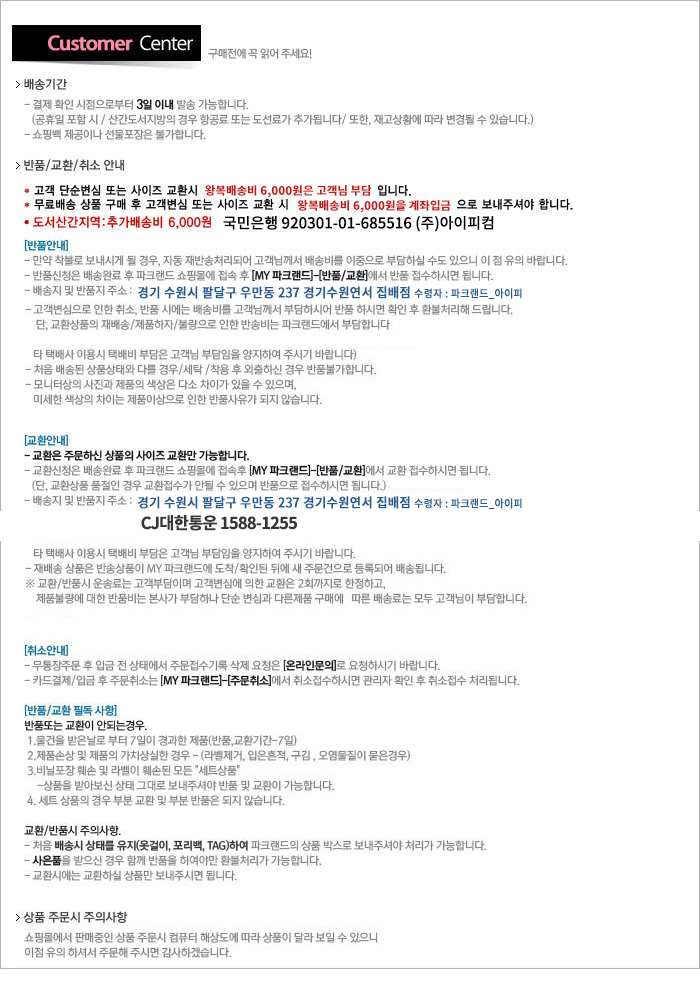 Customer Center 구매전에 꼭 읽어 주세요!
> 배송기간
- 결제 확인 시점으로부터 3일 이내 발송 가능합니다.
(공휴일 포함 시 / 산간도서지방의 경우 항공료 또는 도선료가 추가됩니다/ 또한, 재고상황에 따라 변경될 수 있습니다.)
- 쇼핑백 제공이나 선물포장은 불가합니다.
> 반품/교환/취소 안내
* 고객 단순변심 또는 사이즈 교환시 왕복배송비 6,000원은 고객님 부담 입니다.
* 무료배송 상품 구매 후 고객변심 또는 사이즈 교환 시 왕복배송비 6,000원을 계좌입금 으로 보내주셔야 합니다.
• 도서산간지역:추가배송비 6,000원 국민은행 920301-01-685516 (주)아이피컴
[반품안내]
- 만약 착불로 보내시게 될 경우, 자동 재반송처리되어 고객님께서 배송비를 이중으로 부담하실 수도 있으니 이 점 유의 바랍니다.
- 반품신청은 배송완료 후 파크랜드 쇼핑몰에 접속 후 [MY 파크랜드]-[반품/교환]에서 반품 접수하시면 됩니다.
- 배송지 및 반품지 주소 : 경기 수원시 팔달구 우만동 237 경기수원연서 집배점 수령자 : 파크랜드_아이피
- 고객변심으로 인한 취소, 반품 시에는 배송비를 고객님께서 부담하시어 반품 하시면 확인 후 환불처리해 드립니다.
단, 교환상품의 재배송/제품하자/불량으로 인한 반송비는 파크랜드에서 부담합니다
타 택배사 이용시 택배비 부담은 고객님 부담임을 양지하여 주시기 바랍니다)
- 처음 배송된 상품상태와 다를 경우/세탁 /착용 후 외출하신 경우 반품불가합니다.
- 모니터상의 사진과 제품의 색상은 다소 차이가 있을 수 있으며,
미세한 색상의 차이는 제품이상으로 인한 반품사유가 되지 않습니다.
[교환안내]
- 교환은 주문하신 상품의 사이즈 교환만 가능합니다.
- 교환신청은 배송완료 후 파크랜드 쇼핑몰에 접속후 [MY 파크랜드]-[반품/교환]에서 교환 접수하시면 됩니다.
(단, 교환상품 품절인 경우 교환접수가 안될 수 있으며 반품으로 접수하시면 됩니다.)
- 배송지 및 반품지 주소 : 경기 수원시 팔달구 우만동 237 경기수원연서 집배점 수령자 : 파크랜드_아이피
CJ대한통운 1588-1255
타 택배사 이용시 택배비 부담은 고객님 부담임을 양지하여 주시기 바랍니다.
- 재배송 상품은 반송상품이 MY 파크랜드에 도착/확인된 뒤에 새 주문건으로 등록되어 배송됩니다.
※ 교환/반품시 운송료는 고객부담이며 고객변심에 의한 교환은 2회까지로 한정하고,
제품불량에 대한 반품비는 본사가 부담하나 단순 변심과 다른제품 구매에 따른 배송료는 모두 고객님이 부담합니다.
[취소안내]
- 무통장주문 후 입금 전 상태에서 주문접수기록 삭제 요청은 [온라인문의]로 요청하시기 바랍니다.
- 카드결제/입금 후 주문취소는 [MY 파크랜드]-[주문취소]에서 취소접수하시면 관리자 확인 후 취소접수 처리됩니다.
[반품/교환 필독 사항]
반품또는 교환이 안되는경우.
1.물건을 받은날로 부터 7일이 경과한 제품(반품,교환기간-7일)
2.제품손상 및 제품의 가치상실한 경우 - (라벨제거, 입은흔적, 구김 , 오염물질이 묻은경우)
3.비닐포장 훼손 및 라벨이 훼손된 모든 "세트상품"
-상품을 받아보신 상태 그대로 보내주셔야 반품 및 교환이 가능합니다.
4. 세트 상품의 경우 부분 교환 및 부분 반품은 되지 않습니다.
교환/반품시 주의사항.
- 처음 배송시 상태를 유지(옷걸이, 포리백, TAG)하여 파크랜드의 상품 박스로 보내주셔야 처리가 가능합니다.
- 사은품을 받으신 경우 함께 반품을 하여야만 환불처리가 가능합니다.
- 교환시에는 교환하실 상품만 보내주시면 됩니다.
> 상품 주문시 주의사항
쇼핑몰에서 판매중인 상품 주문시 컴퓨터 해상도에 따라 상품이 달라 보일 수 있으니
이점 유의 하셔서 주문해 주시면 감사하겠습니다.